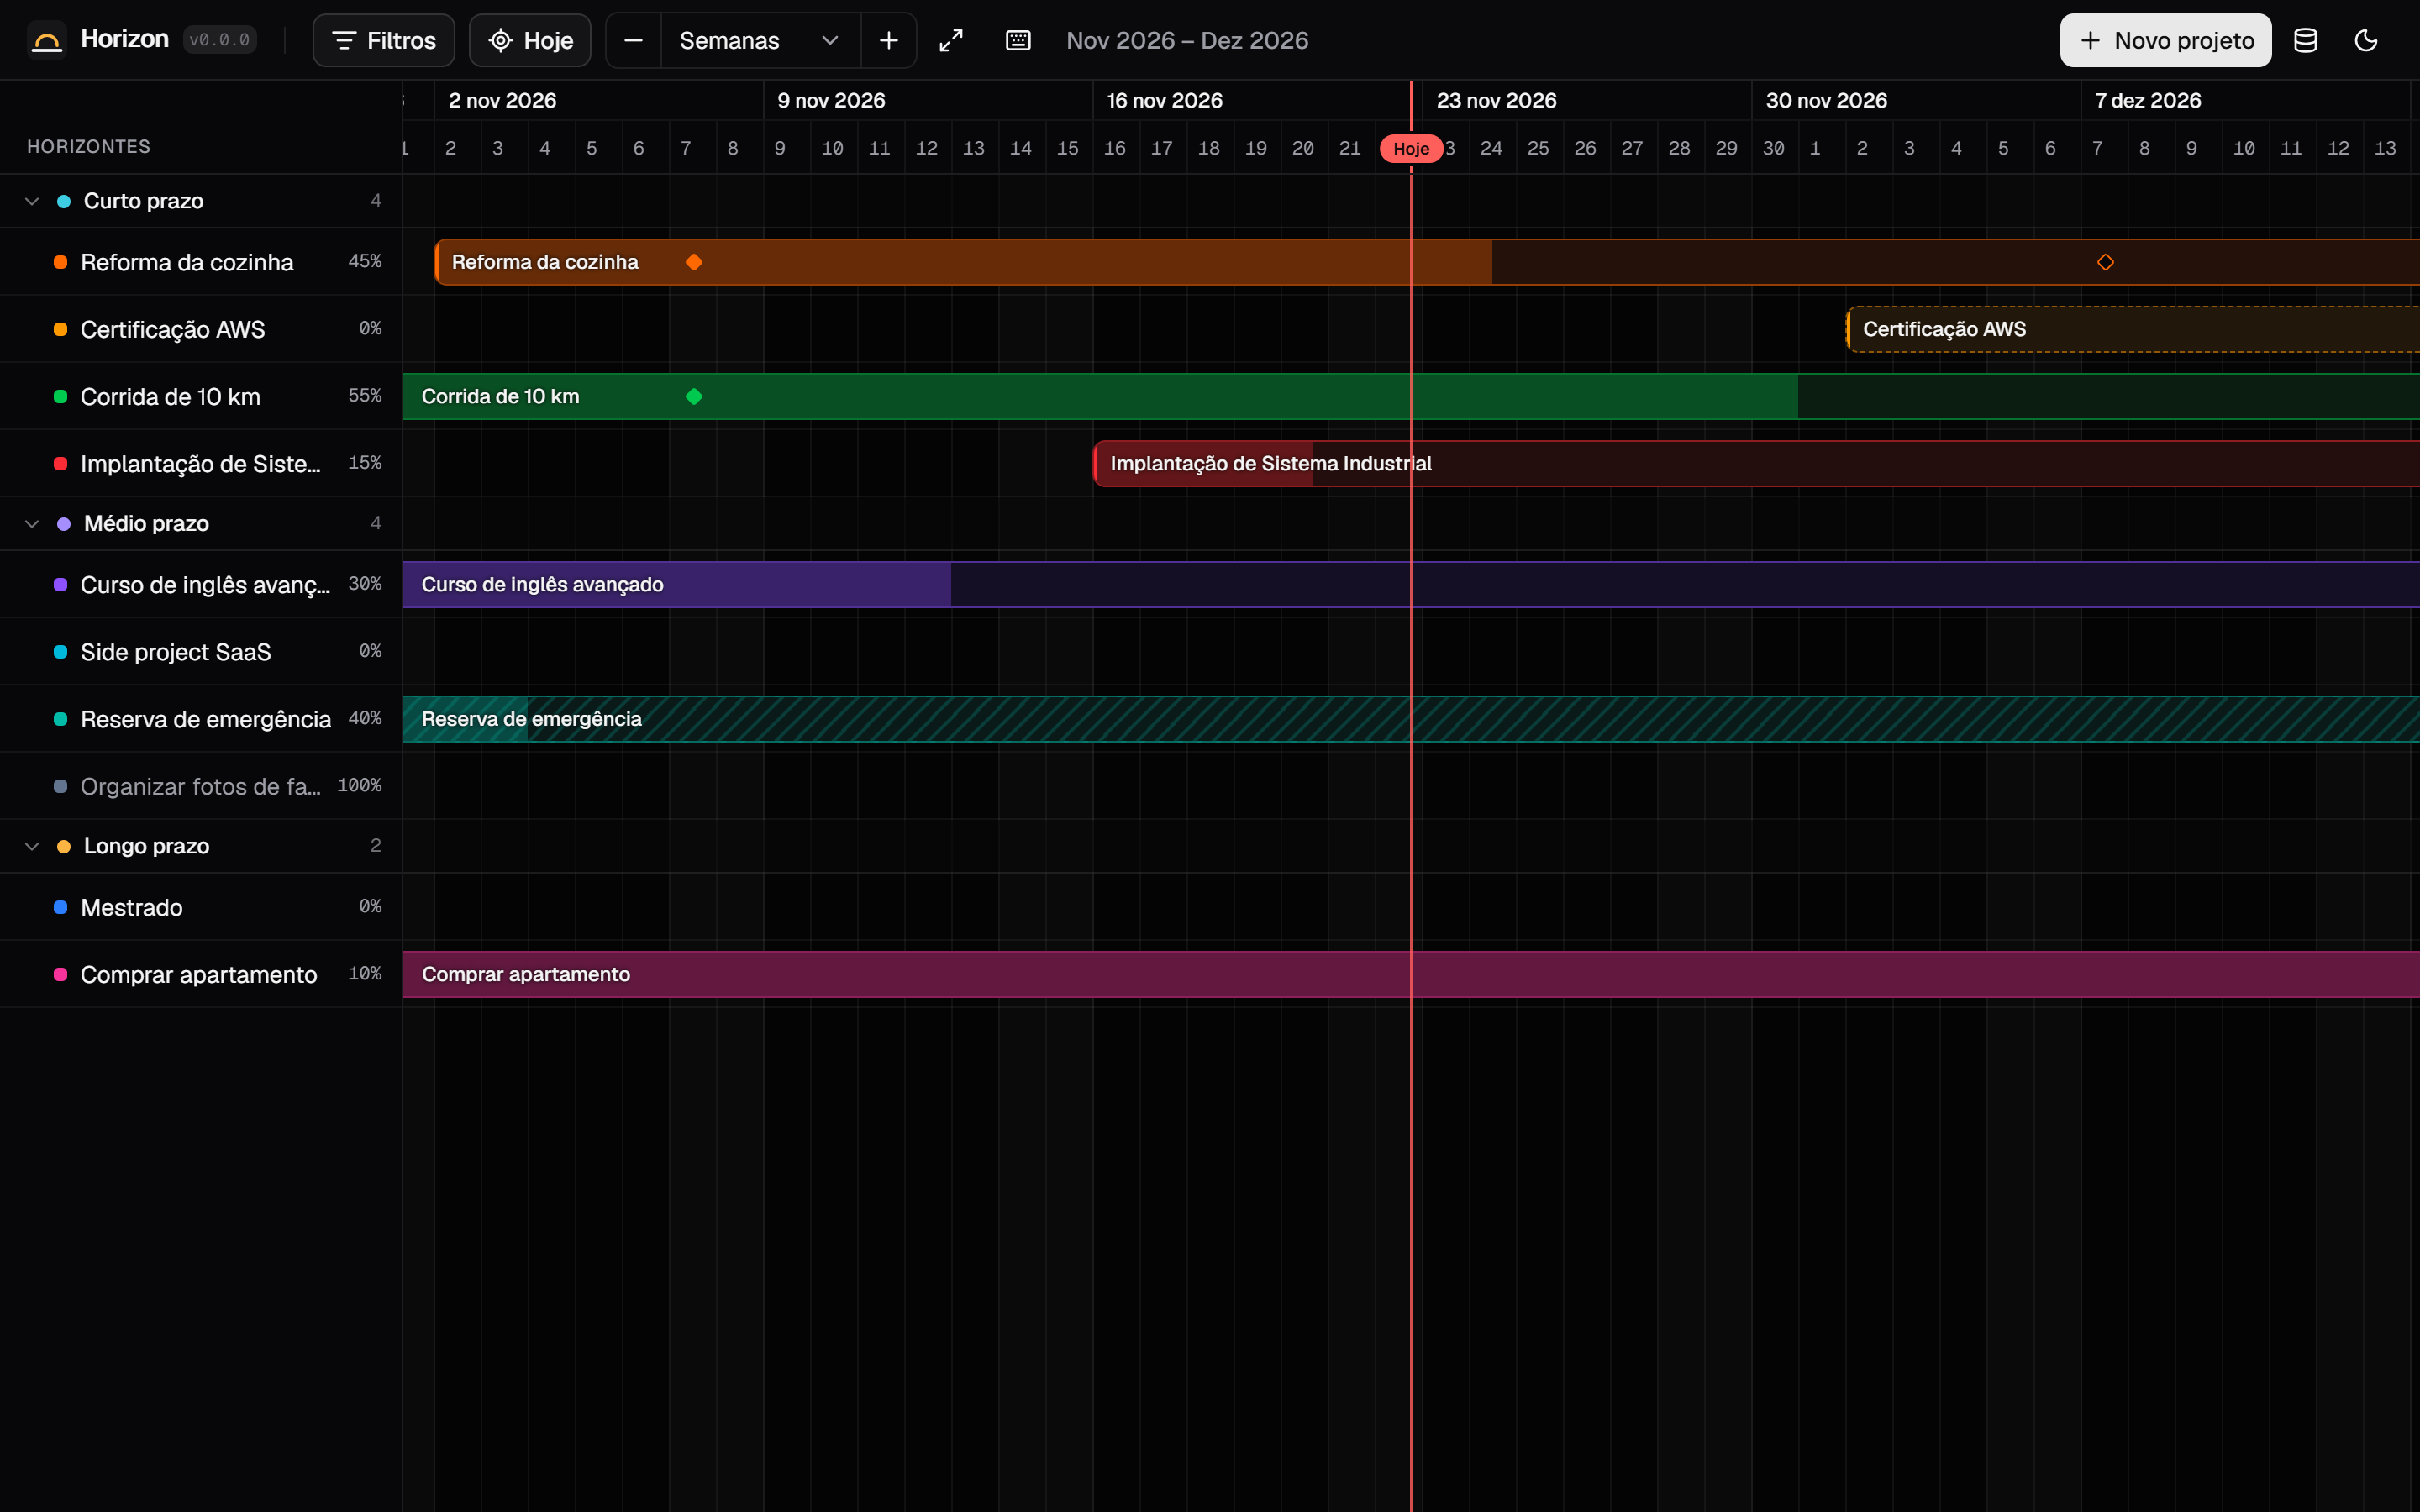 Horizon v0.0.0 Filtros Hoje Semanas Nov 2026 – Dez 2026 Novo projeto
2 nov 2026 9 nov 2026 16 nov 2026 23 nov 2026 30 nov 2026 7 dez 2026
HORIZONTES
2 3 4 5 6 7 8 9 10 11 12 13 14 15 16 17 18 19 20 21 Hoje 3 24 25 26 27 28 29 30 1 2 3 4 5 6 7 8 9 10 11 12 13
Curto prazo 4
Reforma da cozinha 45% Reforma da cozinha
Certificação AWS 0% Certificação AWS
Corrida de 10 km 55% Corrida de 10 km
Implantação de Siste... 15% Implantação de Sistema Industrial
Médio prazo 4
Curso de inglês avanç... 30% Curso de inglês avançado
Side project SaaS 0%
Reserva de emergência 40% Reserva de emergência
Organizar fotos de fa... 100%
Longo prazo 2
Mestrado 0%
Comprar apartamento 10% Comprar apartamento